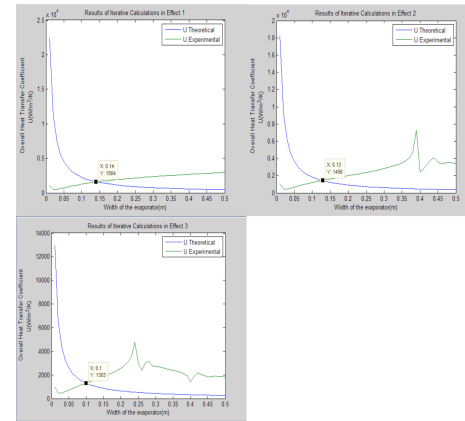 Results of Iterative Calculations in Effect 1
x 10⁴
2.5
2
1.5
1
0.5
0
Overall Heat Transfer Coefficient
U(W/m²/K)
U Theoretical
U Experimental
X: 0.14
Y: 1584
0 0.05 0.1 0.15 0.2 0.25 0.3 0.35 0.4 0.45 0.5
Width of the evaporator(m)
Results of Iterative Calculations in Effect 2
x 10⁴
2
1.8
1.6
1.4
1.2
1
0.8
0.6
0.4
0.2
0
Overall Heat Transfer Coefficient
U(W/m²/K)
U Theoretical
U Experimental
X: 0.13
Y: 1456
0 0.05 0.1 0.15 0.2 0.25 0.3 0.35 0.4 0.45 0.5
Width of the evaporator(m)
Results of Iterative Calculations in Effect 3
14000
12000
10000
8000
6000
4000
2000
0
Overall Heat Transfer Coefficient
U(W/m²/K)
U Theoretical
U Experimental
X: 0.1
Y: 1303
0 0.05 0.1 0.15 0.2 0.25 0.3 0.35 0.4 0.45 0.5
Width of the evaporator(m)